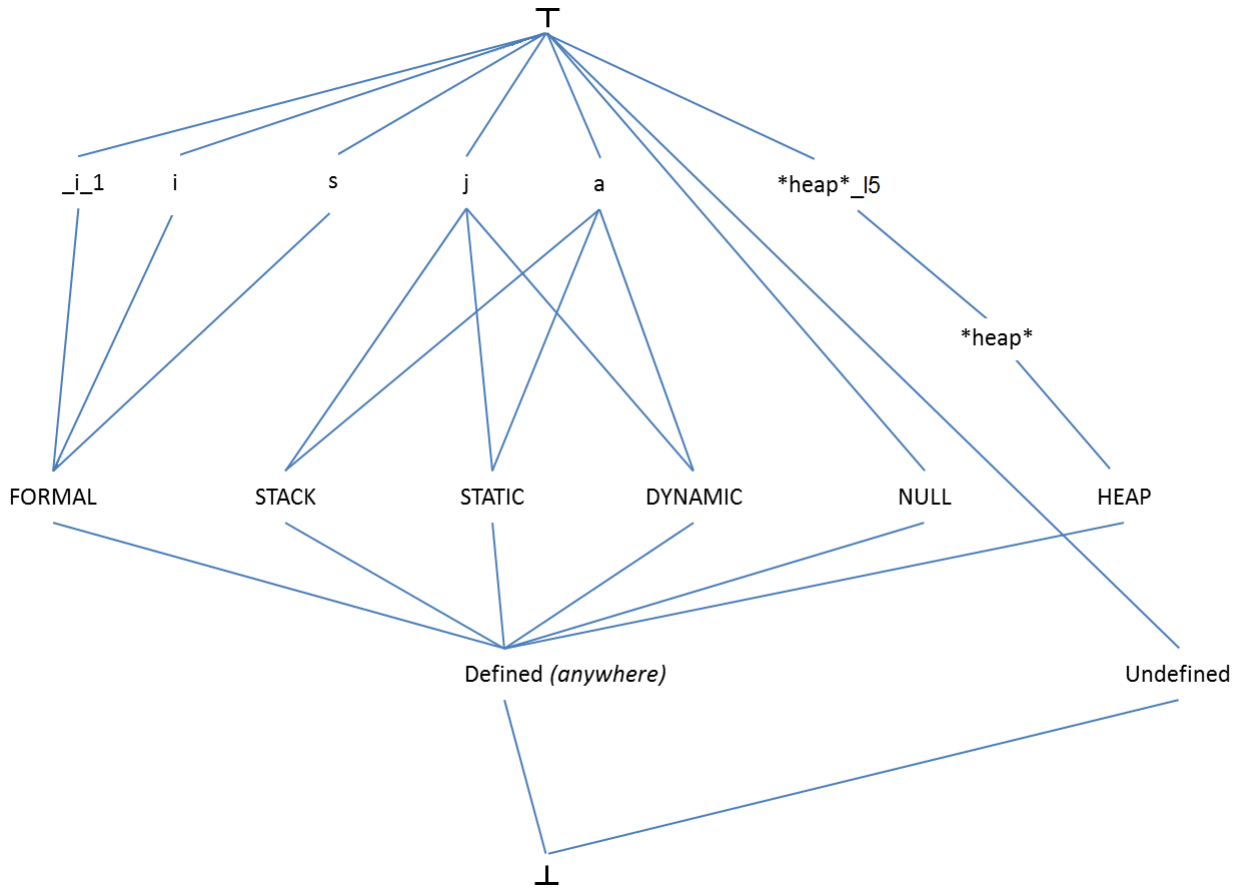 ⊤
_i_1 i s j a *heap*_l5
*heap*
FORMAL STACK STATIC DYNAMIC NULL HEAP
Defined (anywhere) Undefined
⊥